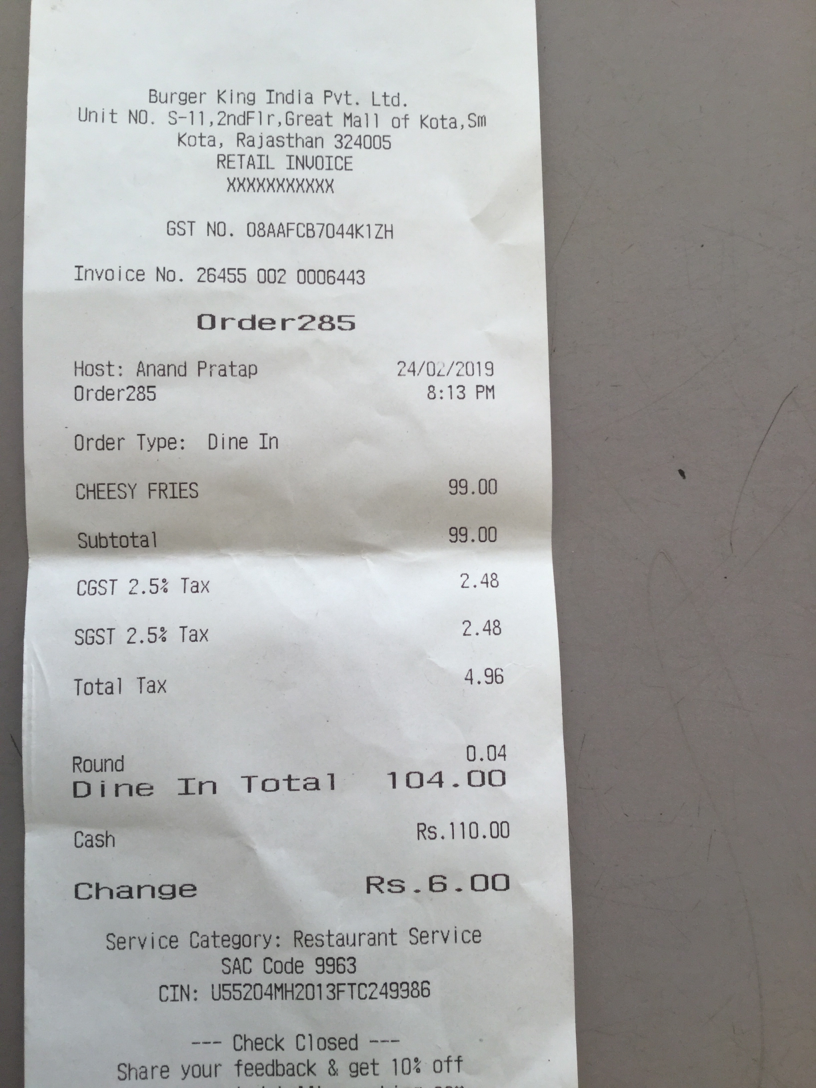 Burger King India Pvt. Ltd.
Unit NO. S-11,2ndFlr,Great Mall of Kota,Sm
Kota, Rajasthan 324005
RETAIL INVOICE
XXXXXXXXXXX
GST NO. 08AAFCB7044K1ZH
Invoice No. 26455 002 0006443
Order285
Host: Anand Pratap 24/02/2019
Order285 8:13 PM
Order Type: Dine In
CHEESY FRIES 99.00
Subtotal 99.00
CGST 2.5% Tax 2.48
SGST 2.5% Tax 2.48
Total Tax 4.96
Round 0.04
Dine In Total 104.00
Cash Rs.110.00
Change Rs.6.00
Service Category: Restaurant Service
SAC Code 9963
CIN: U55204MH2013FTC249986
--- Check Closed ---
Share your feedback & get 10% off